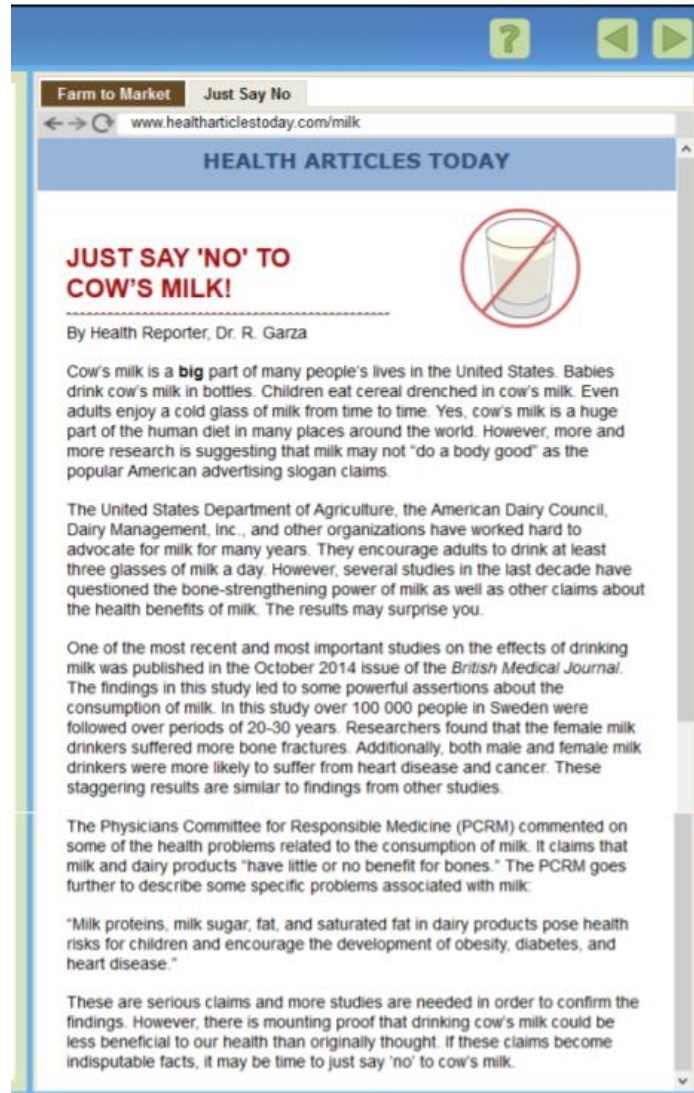 ?
Farm to Market Just Say No
www.healtharticlestoday.com/milk
HEALTH ARTICLES TODAY
JUST SAY 'NO' TO
COW'S MILK!
By Health Reporter, Dr. R. Garza
Cow's milk is a big part of many people's lives in the United States. Babies
drink cow's milk in bottles. Children eat cereal drenched in cow's milk. Even
adults enjoy a cold glass of milk from time to time. Yes, cow's milk is a huge
part of the human diet in many places around the world. However, more and
more research is suggesting that milk may not "do a body good" as the
popular American advertising slogan claims.
The United States Department of Agriculture, the American Dairy Council,
Dairy Management, Inc., and other organizations have worked hard to
advocate for milk for many years. They encourage adults to drink at least
three glasses of milk a day. However, several studies in the last decade have
questioned the bone-strengthening power of milk as well as other claims about
the health benefits of milk. The results may surprise you.
One of the most recent and most important studies on the effects of drinking
milk was published in the October 2014 issue of the British Medical Journal.
The findings in this study led to some powerful assertions about the
consumption of milk. In this study over 100 000 people in Sweden were
followed over periods of 20-30 years. Researchers found that the female milk
drinkers suffered more bone fractures. Additionally, both male and female milk
drinkers were more likely to suffer from heart disease and cancer. These
staggering results are similar to findings from other studies.
The Physicians Committee for Responsible Medicine (PCRM) commented on
some of the health problems related to the consumption of milk. It claims that
milk and dairy products "have little or no benefit for bones." The PCRM goes
further to describe some specific problems associated with milk:
"Milk proteins, milk sugar, fat, and saturated fat in dairy products pose health
risks for children and encourage the development of obesity, diabetes, and
heart disease."
These are serious claims and more studies are needed in order to confirm the
findings. However, there is mounting proof that drinking cow's milk could be
less beneficial to our health than originally thought. If these claims become
indisputable facts, it may be time to just say 'no' to cow's milk.